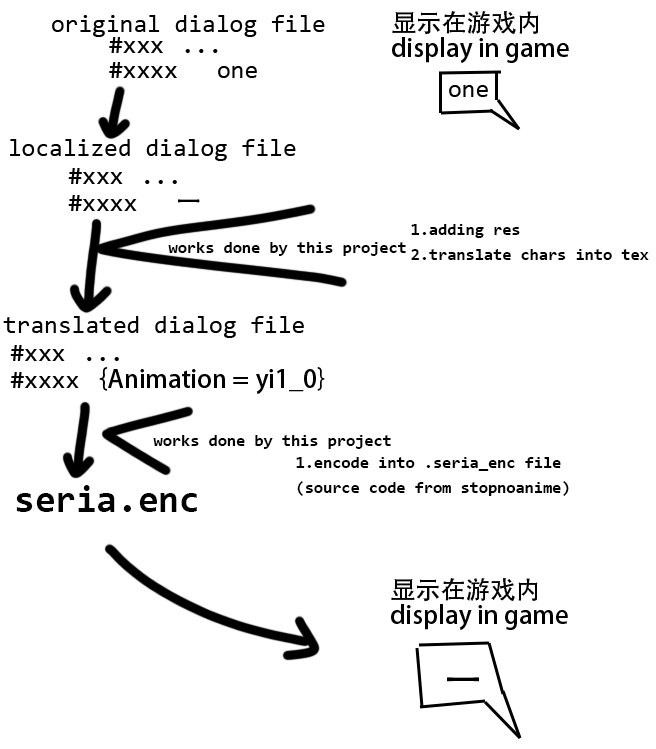 original dialog file
#xxx ...
#xxxx one
显示在游戏内
display in game
one
localized dialog file
#xxx ...
#xxxx 一
works done by this project
1.adding res
2.translate chars into tex
translated dialog file
#xxx ...
#xxxx {Animation = yi1_0}
works done by this project
1.encode into .seria_enc file
(source code from stopnoanime)
seria.enc
显示在游戏内
display in game
一